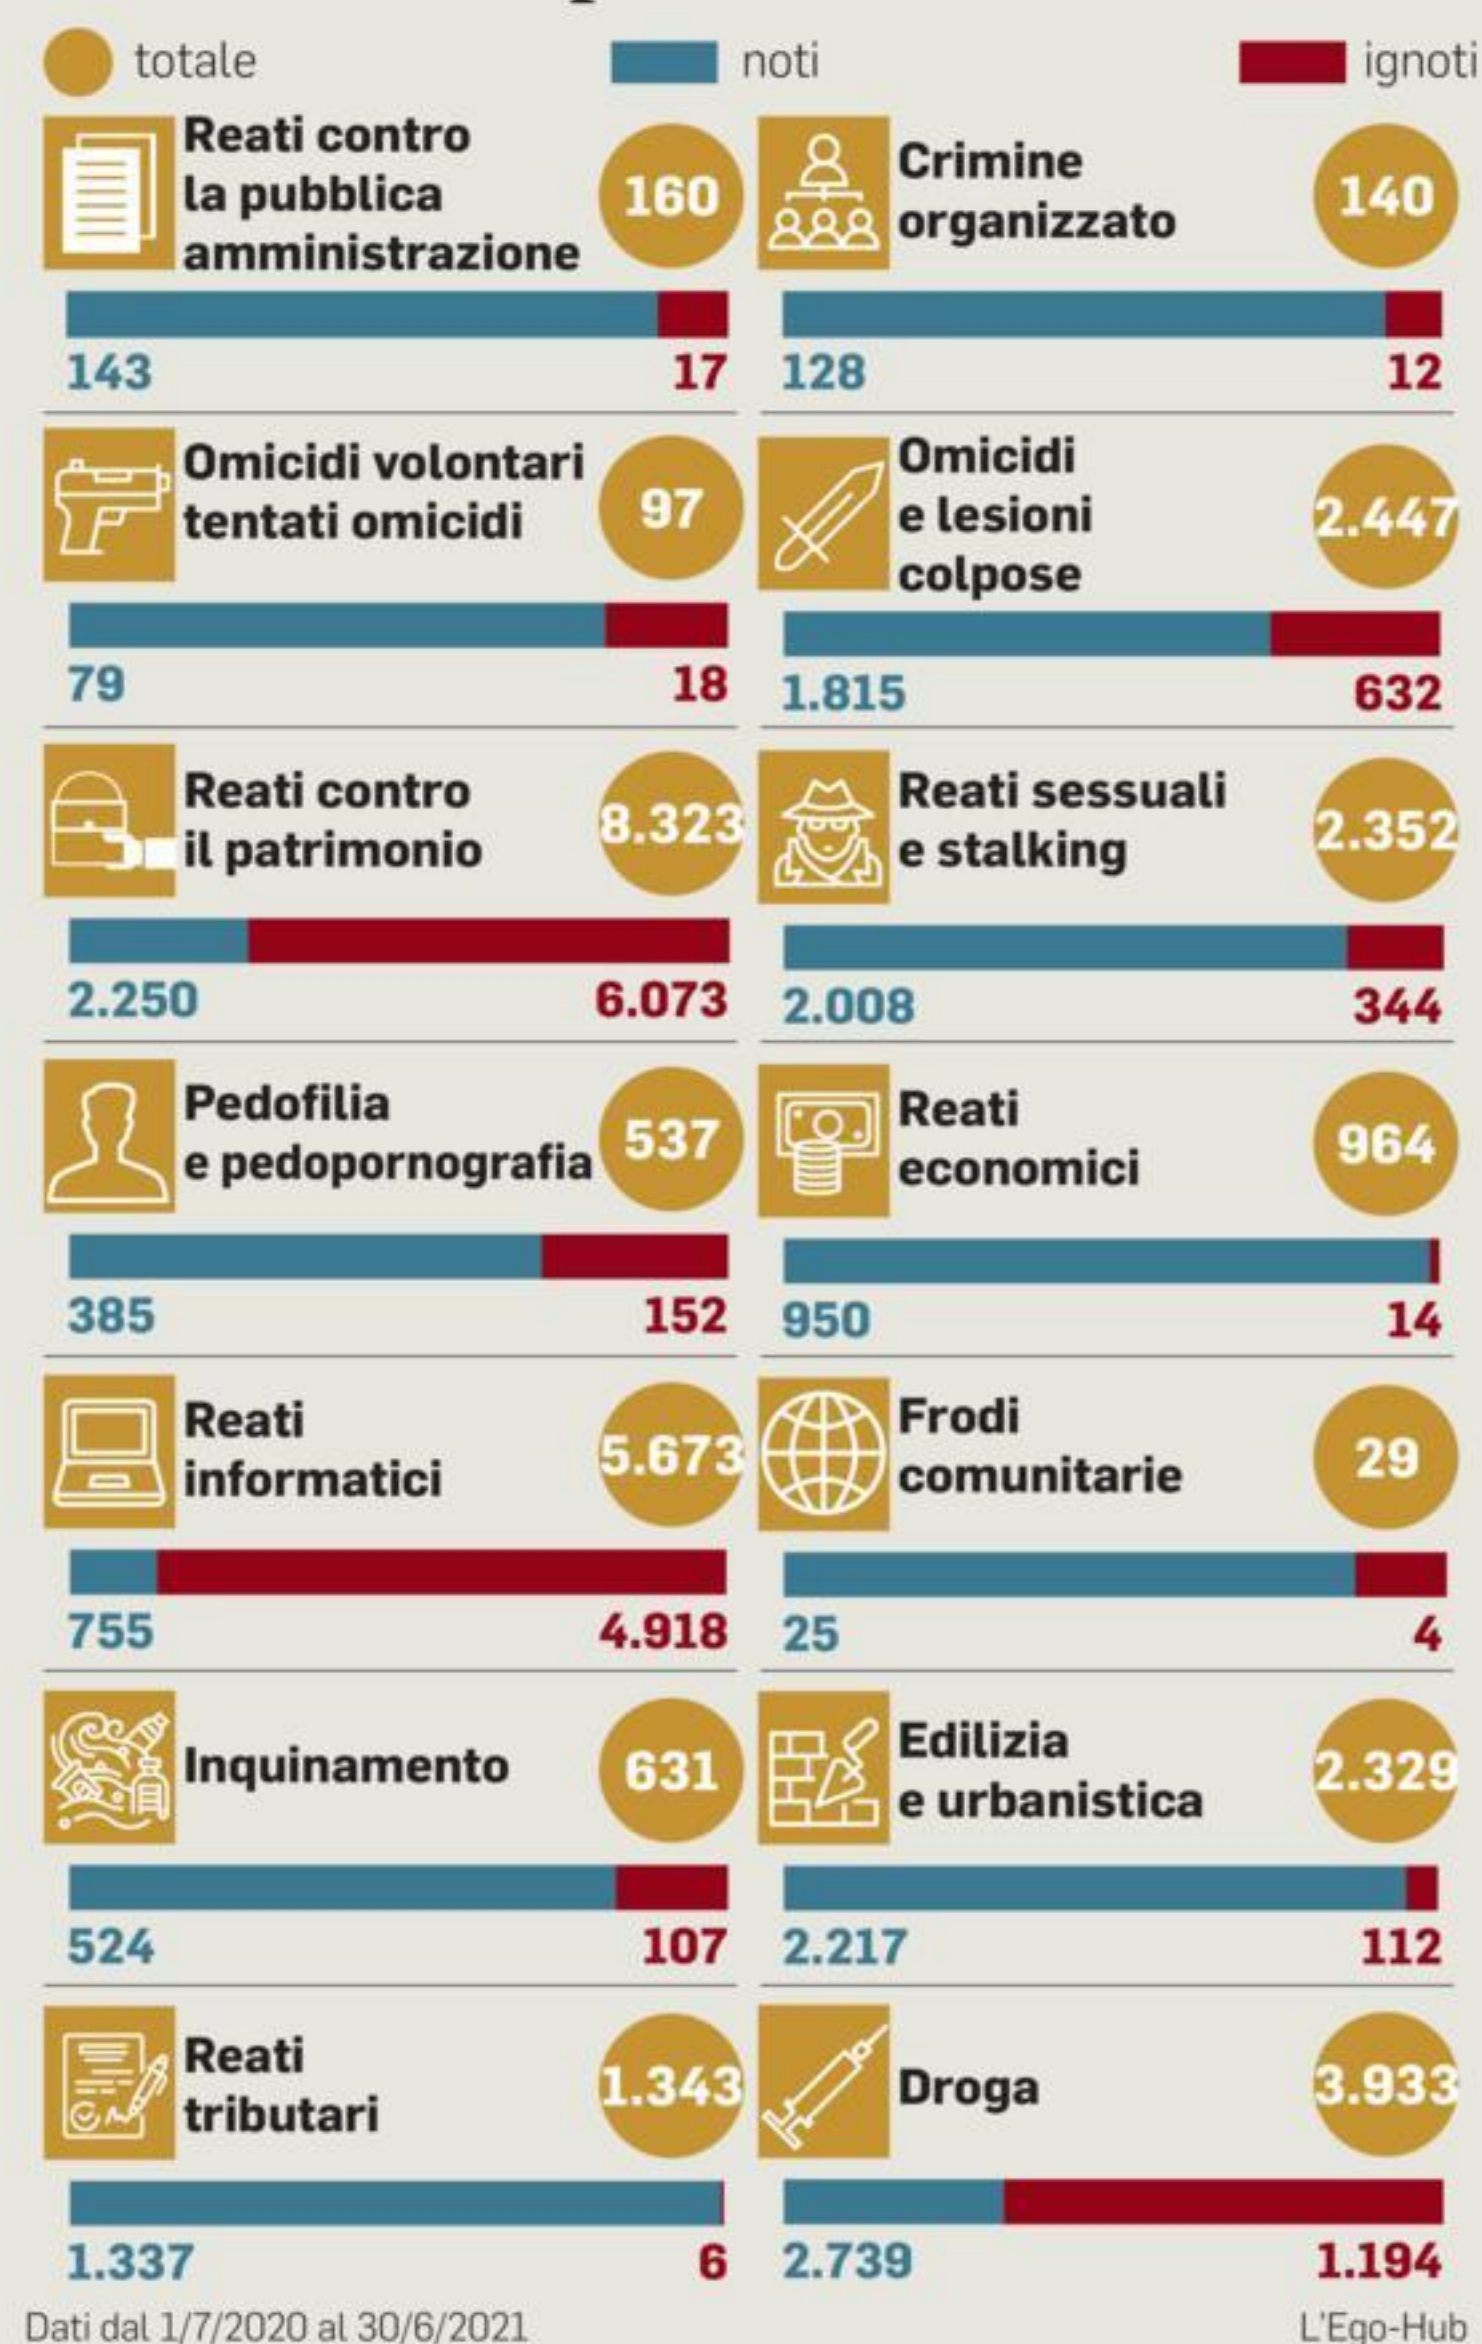 totale
noti
ignoti
Reati contro
la pubblica
amministrazione
160
143
17
Crimine
organizzato
140
128
12
Omicidi volontari
tentati omicidi
97
79
18
Omicidi
e lesioni
colpose
2.447
1.815
632
Reati contro
il patrimonio
8.323
2.250
6.073
Reati sessuali
e stalking
2.352
2.008
344
Pedofilia
e pedopornografia
537
385
152
Reati
economici
964
950
14
Reati
informatici
5.673
755
4.918
Frodi
comunitarie
29
25
4
Inquinamento
631
524
107
Edilizia
e urbanistica
2.329
2.217
112
Reati
tributari
1.343
1.337
6
Droga
3.933
2.739
1.194
Dati dal 1/7/2020 al 30/6/2021
L'Ego-Hub